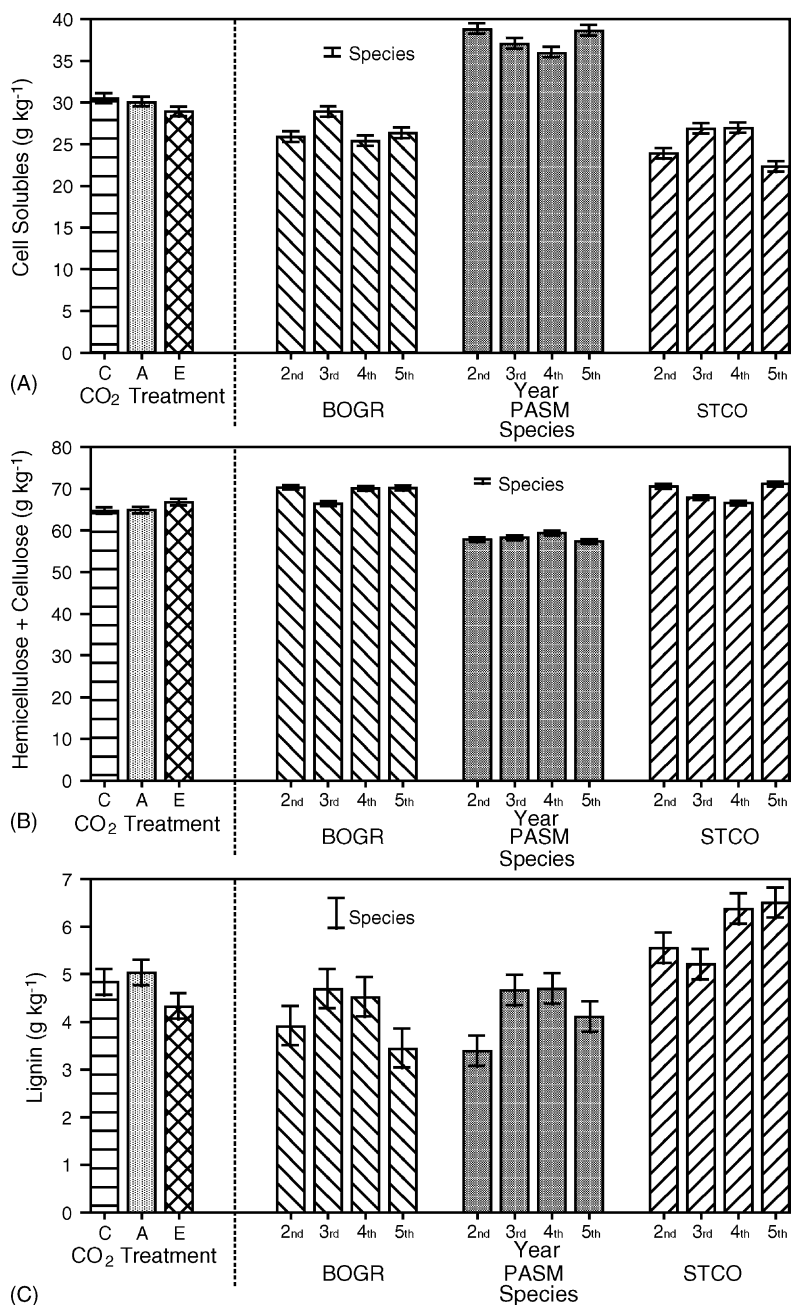 40
35
30
25
20
15
10
5
0
Cell Solubles (g kg-1)
Species
C A E
2nd 3rd 4th 5th 2nd 3rd 4th 5th 2nd 3rd 4th 5th
(A) CO2 Treatment
Year
BOGR PASM STCO
Species
80
70
60
50
40
30
20
10
0
Hemicellulose + Cellulose (g kg-1)
Species
C A E
2nd 3rd 4th 5th 2nd 3rd 4th 5th 2nd 3rd 4th 5th
(B) CO2 Treatment
Year
BOGR PASM STCO
Species
7
6
5
4
3
2
1
0
Lignin (g kg-1)
Species
C A E
2nd 3rd 4th 5th 2nd 3rd 4th 5th 2nd 3rd 4th 5th
CO2 Treatment
Year
BOGR PASM STCO
(C) Species